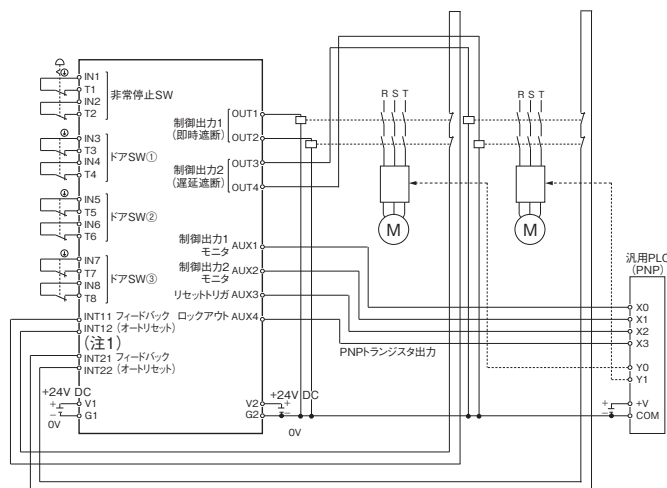 IN1
T1
IN2
T2
非常停止SW
IN3
T3
IN4
T4
ドアSW①
IN5
T5
IN6
T6
ドアSW②
IN7
T7
IN8
T8
ドアSW③
INT11 フィードバック
INT12 (オートリセット)
(注1)
INT21 フィードバック
INT22 (オートリセット)
+24V DC
+
V1
−
G1
0V
制御出力1
(即時遮断)
OUT1
OUT2
制御出力2
(遅延遮断)
OUT3
OUT4
制御出力1
モニタ
AUX1
制御出力2
モニタ
AUX2
リセットトリガ AUX3
ロックアウト AUX4
PNPトランジスタ出力
+24V DC
V2
+
G2
−
0V
R S T
M
R S T
M
汎用PLC
(PNP)
X0
X1
X2
X3
Y0
Y1
+
+V
−
COM